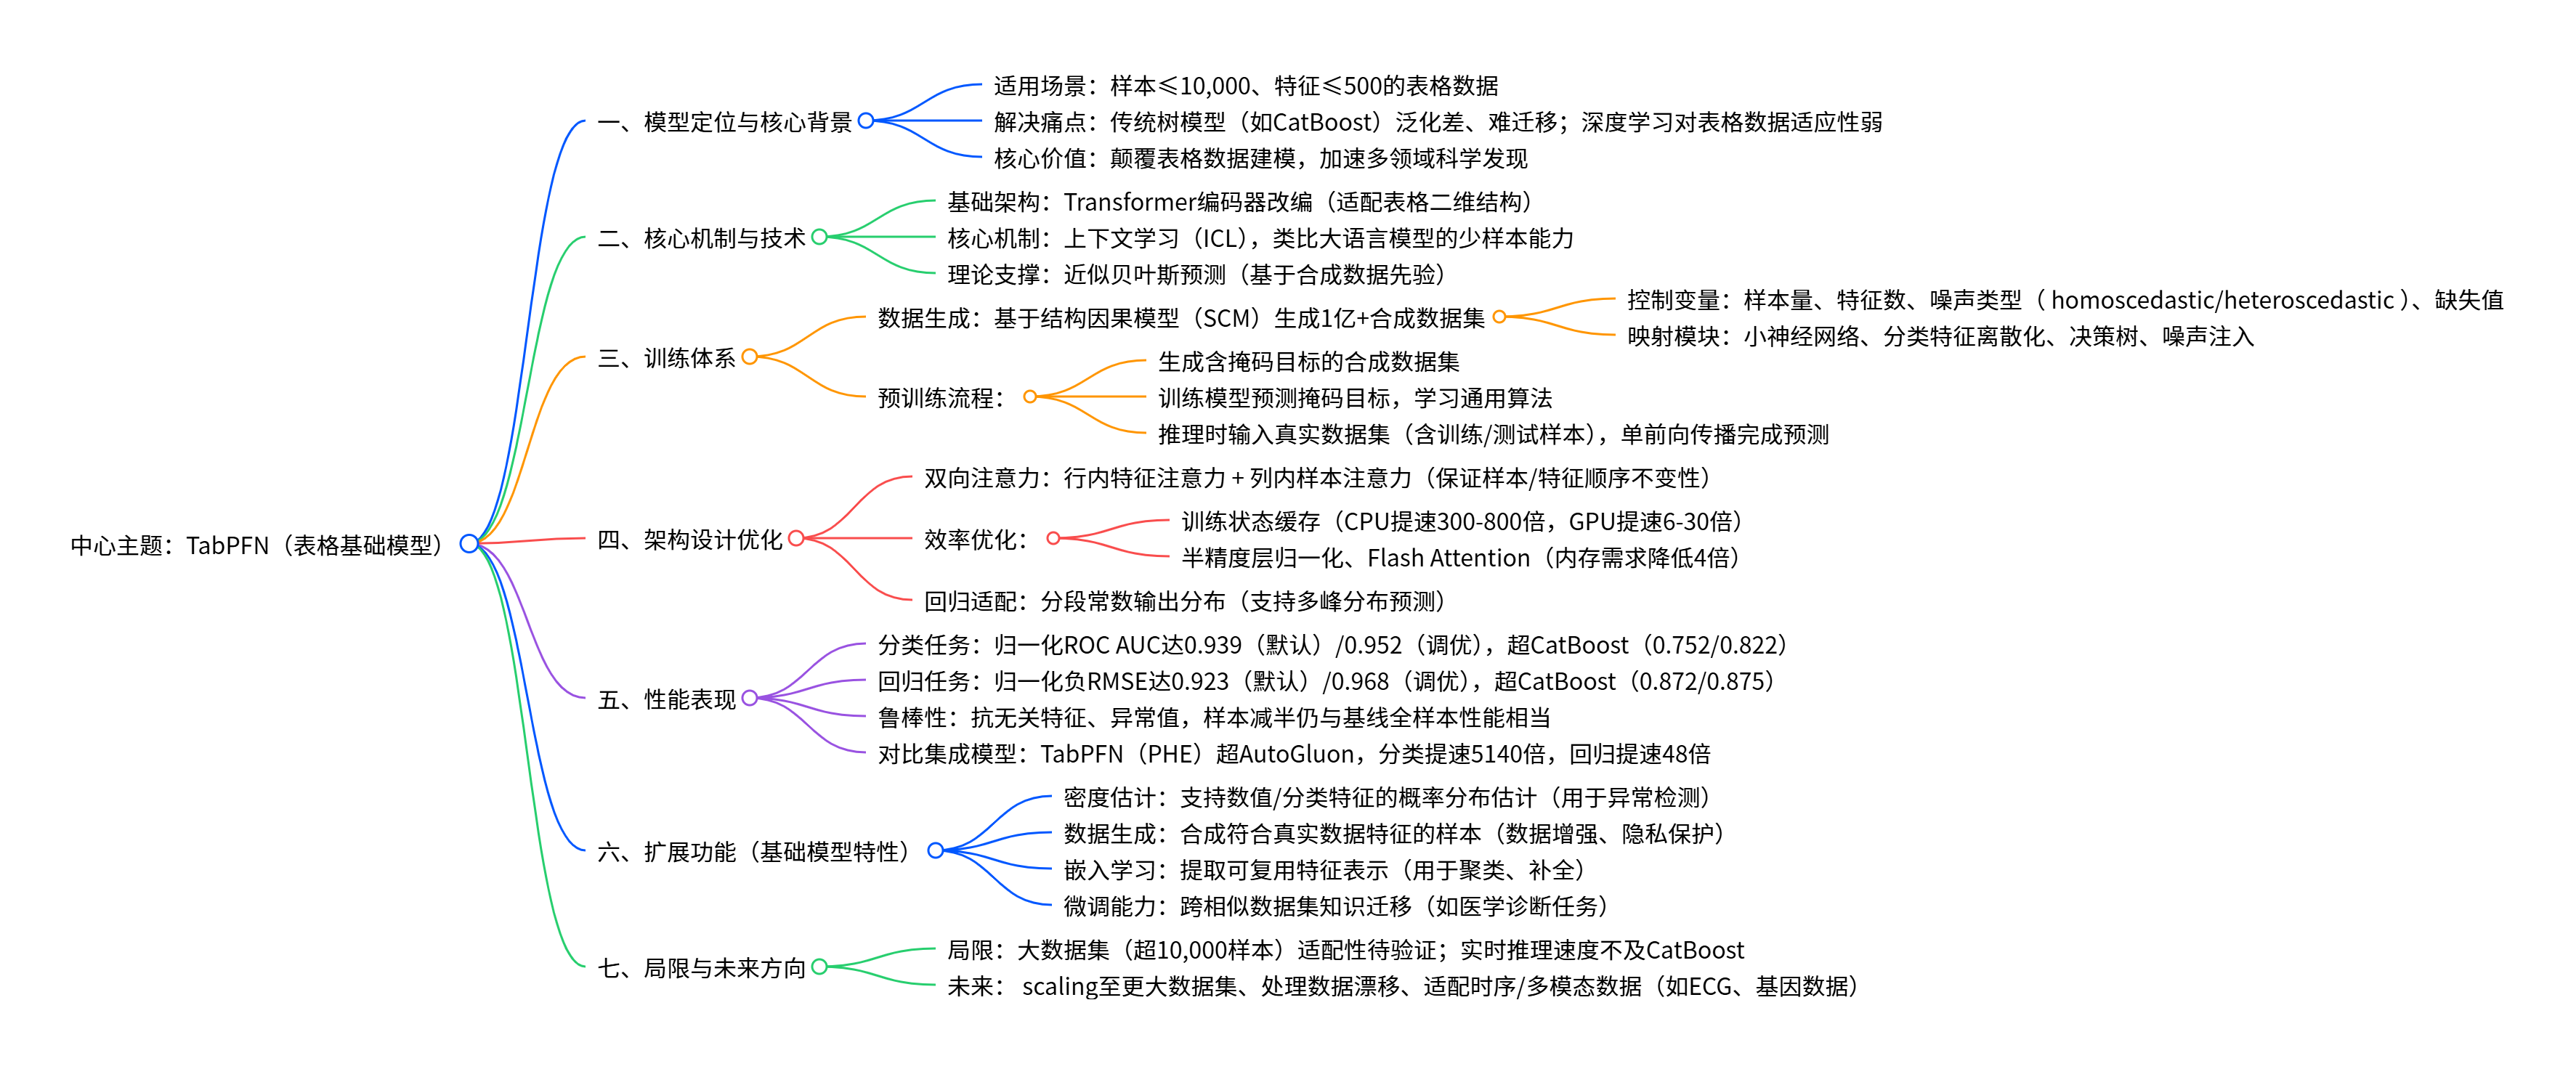 中心主题：TabPFN（表格基础模型）
一、模型定位与核心背景
适用场景：样本≤10,000、特征≤500的表格数据
解决痛点：传统树模型（如CatBoost）泛化差、难迁移；深度学习对表格数据适应性弱
核心价值：颠覆表格数据建模，加速多领域科学发现
二、核心机制与技术
基础架构：Transformer编码器改编（适配表格二维结构）
核心机制：上下文学习（ICL），类比大语言模型的少样本能力
理论支撑：近似贝叶斯预测（基于合成数据先验）
三、训练体系
数据生成：基于结构因果模型（SCM）生成1亿+合成数据集
控制变量：样本量、特征数、噪声类型（ homoscedastic/heteroscedastic ）、缺失值
映射模块：小神经网络、分类特征离散化、决策树、噪声注入
预训练流程：
生成含掩码目标的合成数据集
训练模型预测掩码目标，学习通用算法
推理时输入真实数据集（含训练/测试样本），单前向传播完成预测
四、架构设计优化
双向注意力：行内特征注意力 + 列内样本注意力（保证样本/特征顺序不变性）
效率优化：
训练状态缓存（CPU提速300-800倍，GPU提速6-30倍）
半精度层归一化、Flash Attention（内存需求降低4倍）
回归适配：分段常数输出分布（支持多峰分布预测）
五、性能表现
分类任务：归一化ROC AUC达0.939（默认）/0.952（调优），超CatBoost（0.752/0.822）
回归任务：归一化负RMSE达0.923（默认）/0.968（调优），超CatBoost（0.872/0.875）
鲁棒性：抗无关特征、异常值，样本减半仍与基线全样本性能相当
对比集成模型：TabPFN（PHE）超AutoGluon，分类提速5140倍，回归提速48倍
六、扩展功能（基础模型特性）
密度估计：支持数值/分类特征的概率分布估计（用于异常检测）
数据生成：合成符合真实数据特征的样本（数据增强、隐私保护）
嵌入学习：提取可复用特征表示（用于聚类、补全）
微调能力：跨相似数据集知识迁移（如医学诊断任务）
七、局限与未来方向
局限：大数据集（超10,000样本）适配性待验证；实时推理速度不及CatBoost
未来： scaling至更大数据集、处理数据漂移、适配时序/多模态数据（如ECG、基因数据）